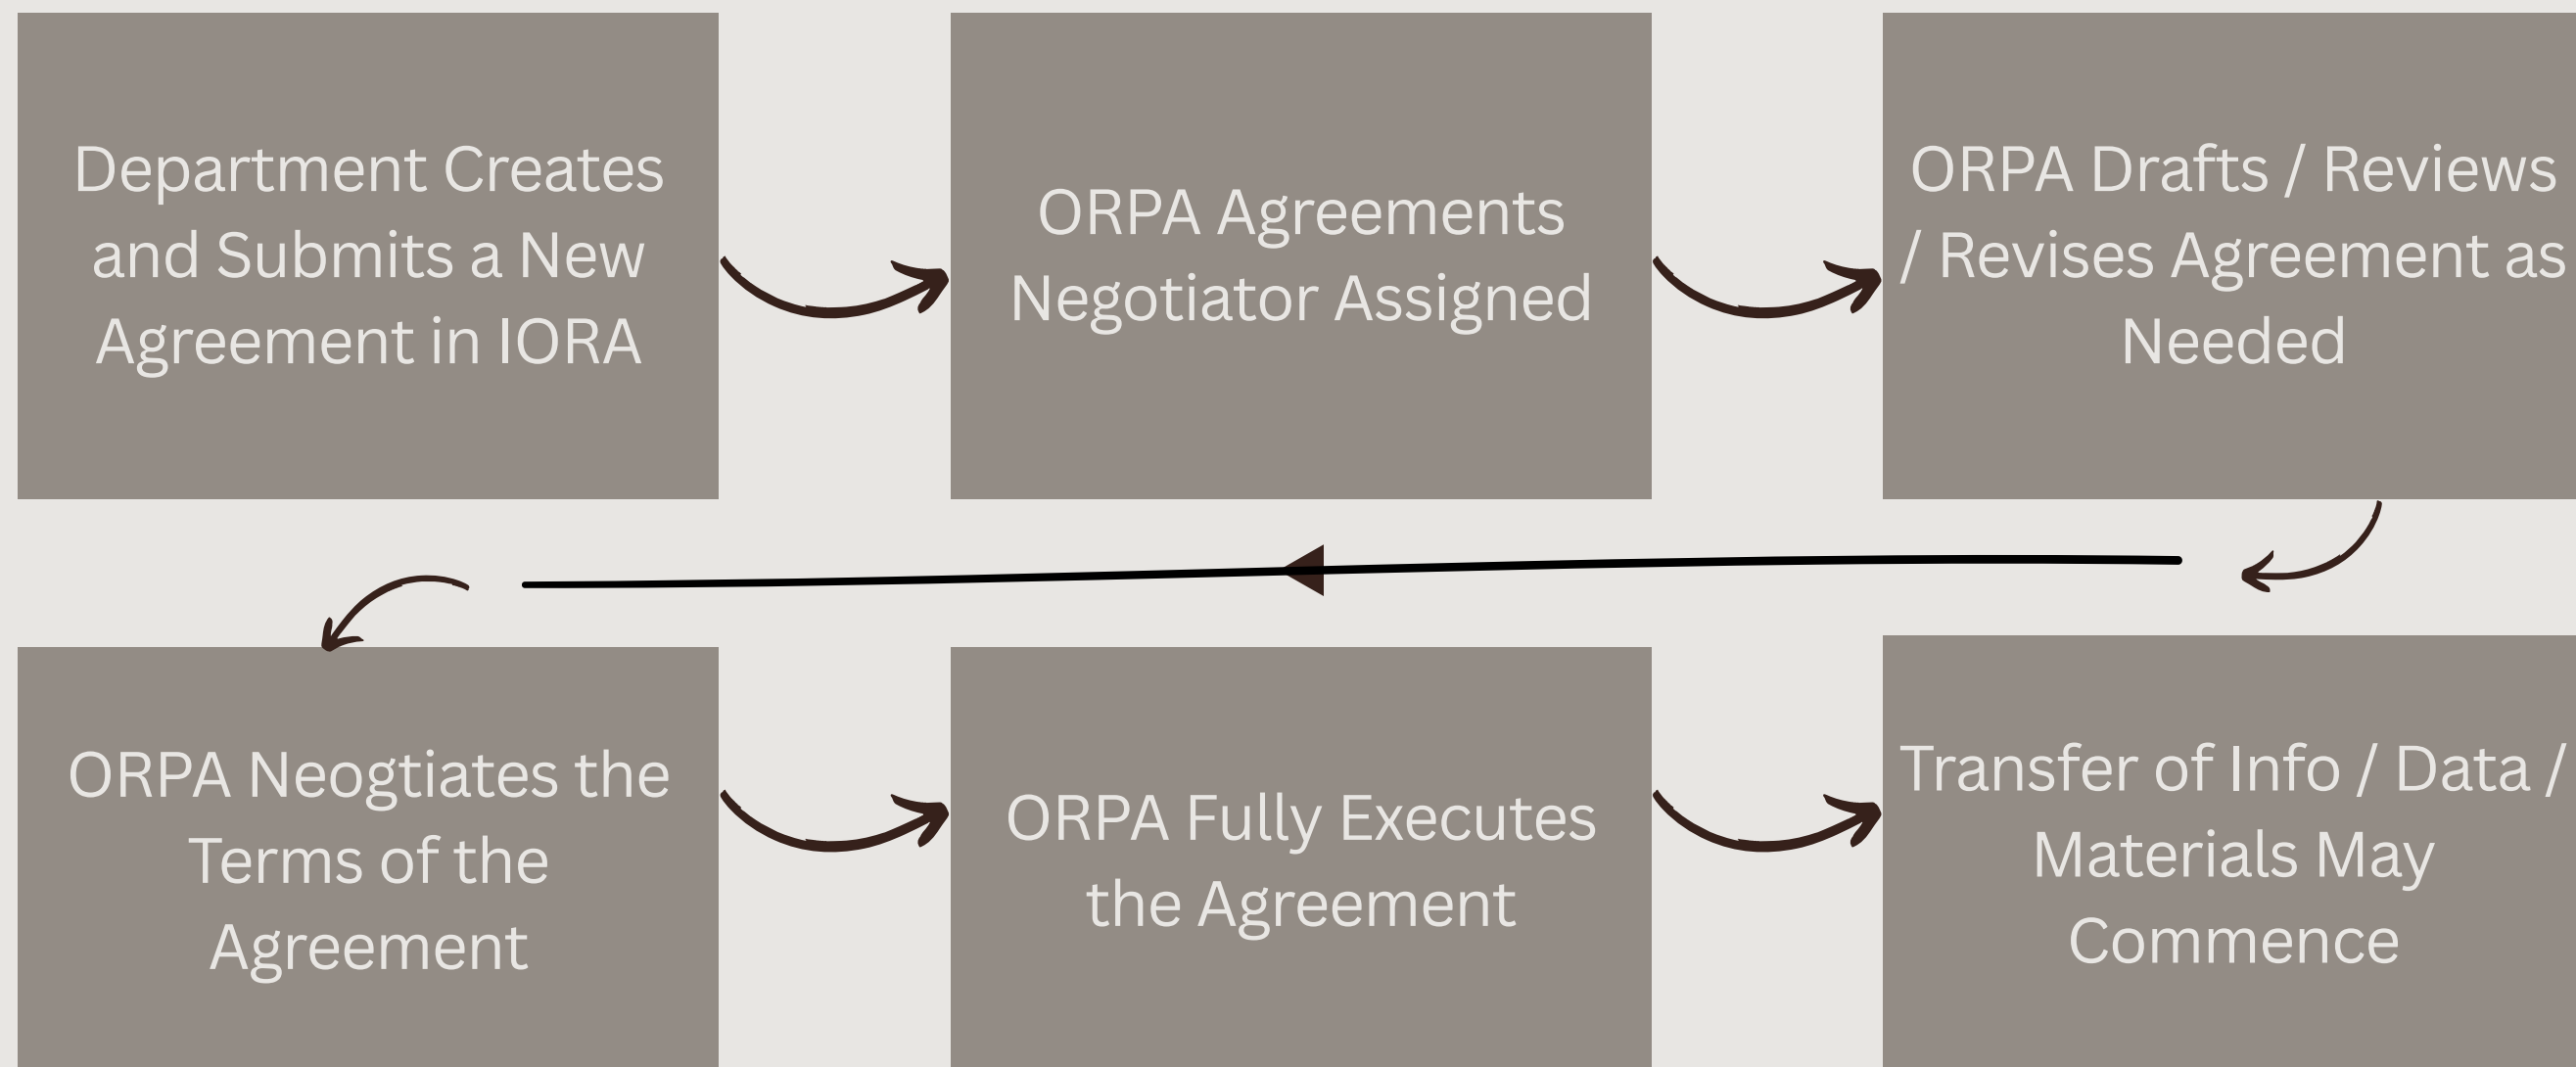 Department Creates
and Submits a New
Agreement in IORA
ORPA Agreements
Negotiator Assigned
ORPA Drafts / Reviews
/ Revises Agreement as
Needed
ORPA Neogtiates the
Terms of the
Agreement
ORPA Fully Executes
the Agreement
Transfer of Info / Data /
Materials May
Commence